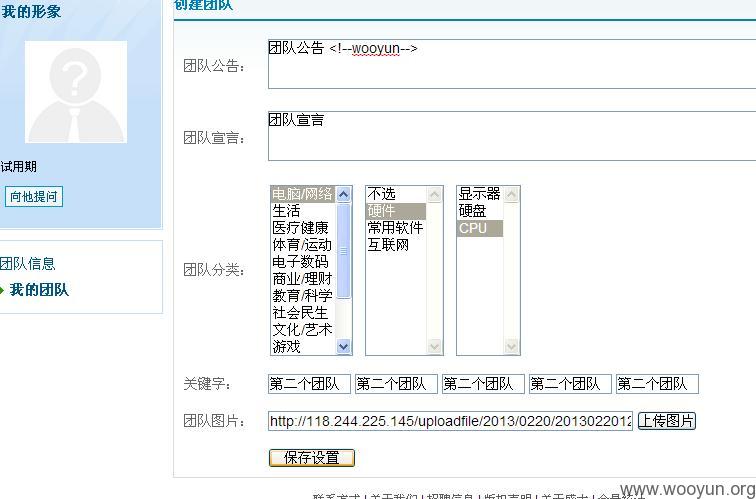 我的形象
试用期
向他提问
团队信息
我的团队
创建团队
团队公告：
团队公告 <!--wooyun-->
团队宣言：
团队宣言
团队分类：
电脑/网络
生活
医疗健康
体育/运动
电子数码
商业/理财
教育/科学
社会民生
文化/艺术
游戏
不选
硬件
常用软件
互联网
显示器
硬盘
CPU
关键字：
第二个团队 第二个团队 第二个团队 第二个团队 第二个团队
团队图片：
http://118.244.225.145/uploadfile/2013/0220/2013022012 上传图片
保存设置
www.wooyun.org